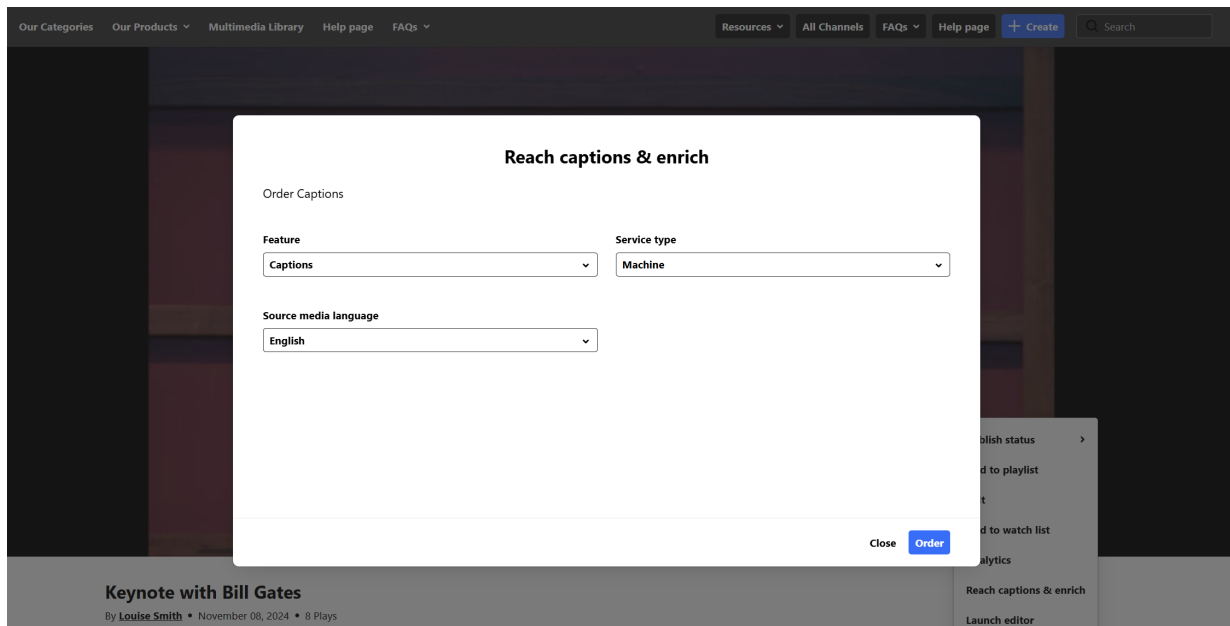 Our Categories Our Products Multimedia Library Help page FAQs Resources All Channels FAQs Help page + Create Search
Reach captions & enrich
Order Captions
Feature Service type
Captions Machine
Source media language
English
blish status
d to playlist
t
d to watch list
alytics
Close Order
Keynote with Bill Gates
Reach captions & enrich
By Louise Smith • November 08, 2024 • 8 Plays
Launch editor